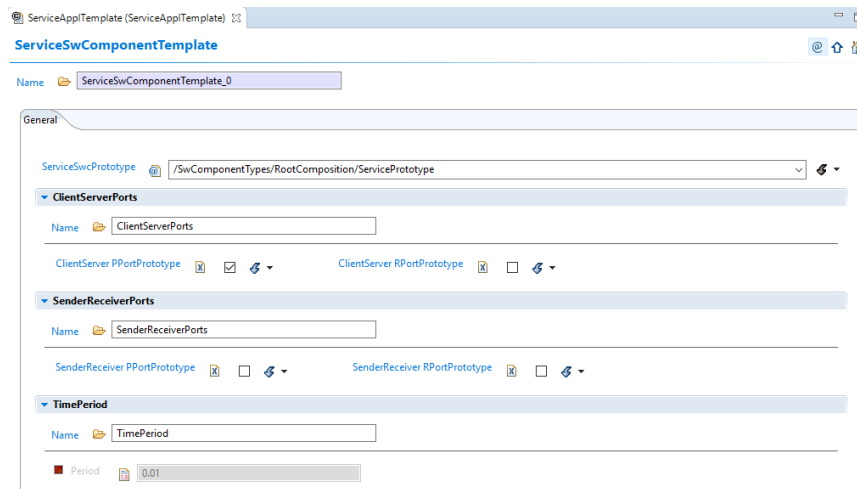 ServiceApplTemplate (ServiceApplTemplate)
ServiceSwComponentTemplate
Name ServiceSwComponentTemplate_0
General
ServiceSwcPrototype /SwComponentTypes/RootComposition/ServicePrototype
ClientServerPorts
Name ClientServerPorts
ClientServer PPortPrototype ClientServer RPortPrototype
SenderReceiverPorts
Name SenderReceiverPorts
SenderReceiver PPortPrototype SenderReceiver RPortPrototype
TimePeriod
Name TimePeriod
Period 0.01